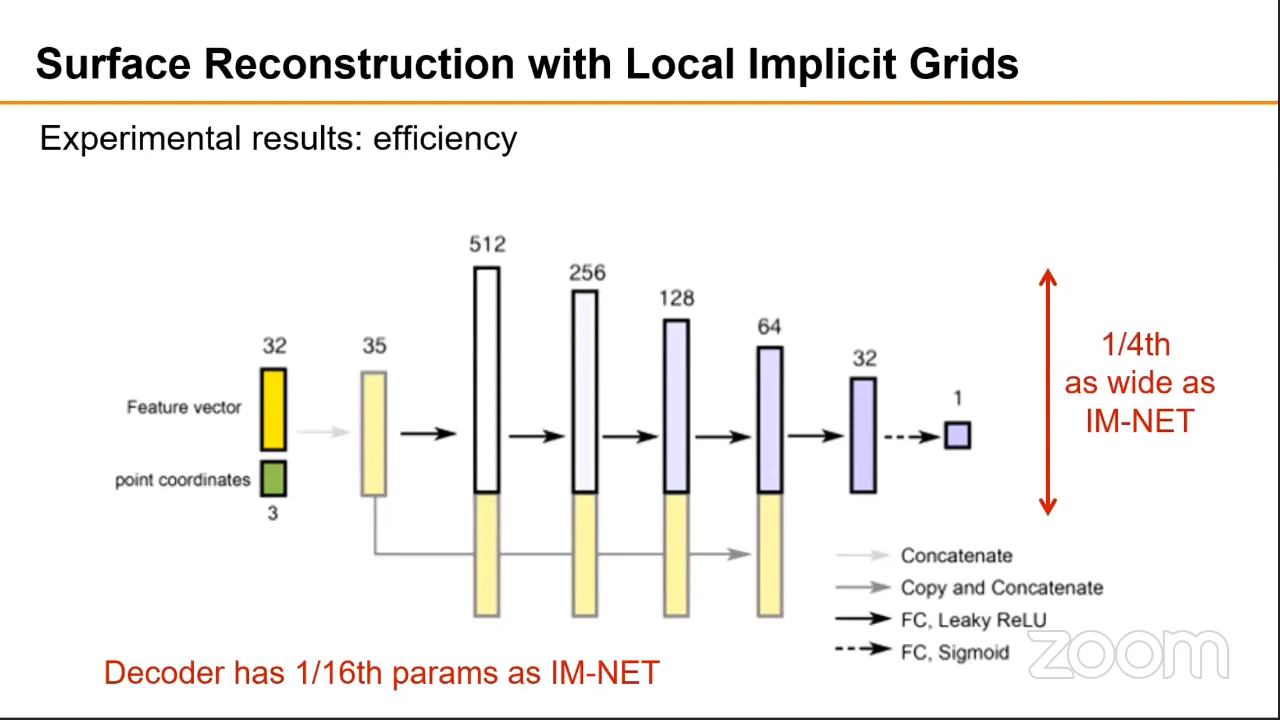 Surface Reconstruction with Local Implicit Grids
Experimental results: efficiency
512
256
128
64
32
35
32
1
Feature vector
point coordinates
3
1/4th
as wide as
IM-NET
Concatenate
Copy and Concatenate
FC, Leaky ReLU
FC, Sigmoid
Decoder has 1/16th params as IM-NET
zoom